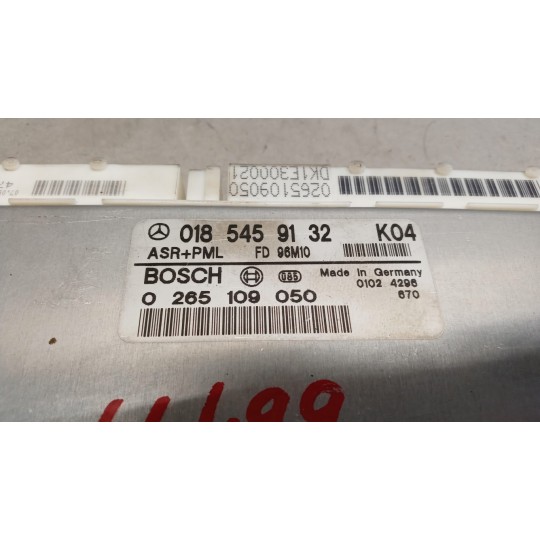 0265109050
DK1E300021
018 545 91 32 K04
ASR+PML FD 96M10
BOSCH 085 Made in Germany
0102 4296
0 265 109 050 670